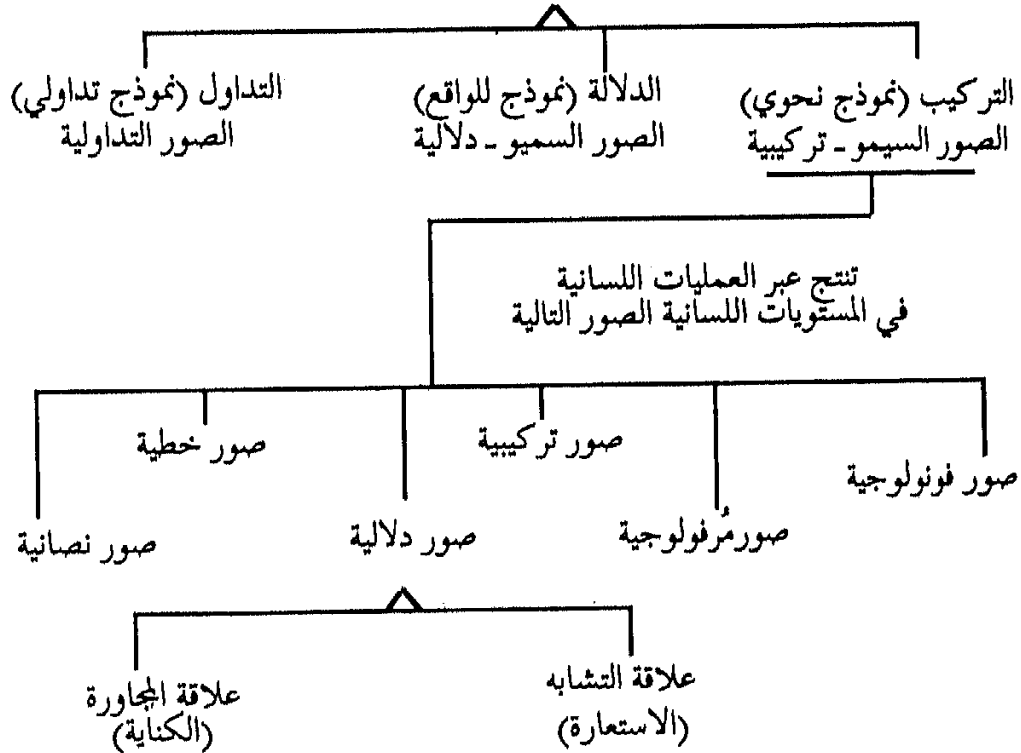 التركيب (نموذج نحوي)
الصور السيمو - تركيبية
الدلالة (نموذج للواقع)
الصور السميو - دلالية
التداول (نموذج تداولي)
الصور التداولية
تنتج عبر العمليات اللسانية
في المستويات اللسانية الصور التالية
صور فونولوجية
صور مُرفولوجية
صور تركيبية
صور دلالية
صور خطية
صور نصانية
علاقة التشابه
(الاستعارة)
علاقة المجاورة
(الكناية)